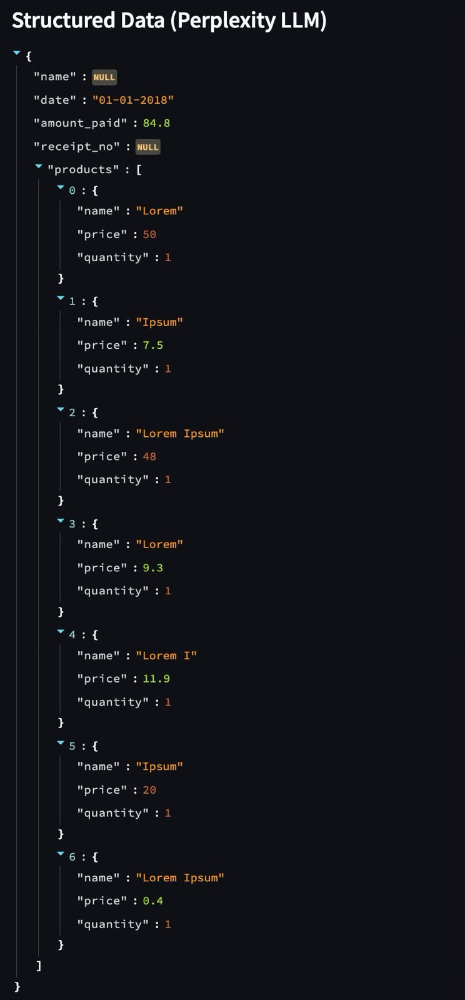 Structured Data (Perplexity LLM)
{
"name" : NULL
"date" : "01-01-2018"
"amount_paid" : 84.8
"receipt_no" : NULL
"products" : [
0 : {
"name" : "Lorem"
"price" : 50
"quantity" : 1
}
1 : {
"name" : "Ipsum"
"price" : 7.5
"quantity" : 1
}
2 : {
"name" : "Lorem Ipsum"
"price" : 48
"quantity" : 1
}
3 : {
"name" : "Lorem"
"price" : 9.3
"quantity" : 1
}
4 : {
"name" : "Lorem I"
"price" : 11.9
"quantity" : 1
}
5 : {
"name" : "Ipsum"
"price" : 20
"quantity" : 1
}
6 : {
"name" : "Lorem Ipsum"
"price" : 0.4
"quantity" : 1
}
]
}